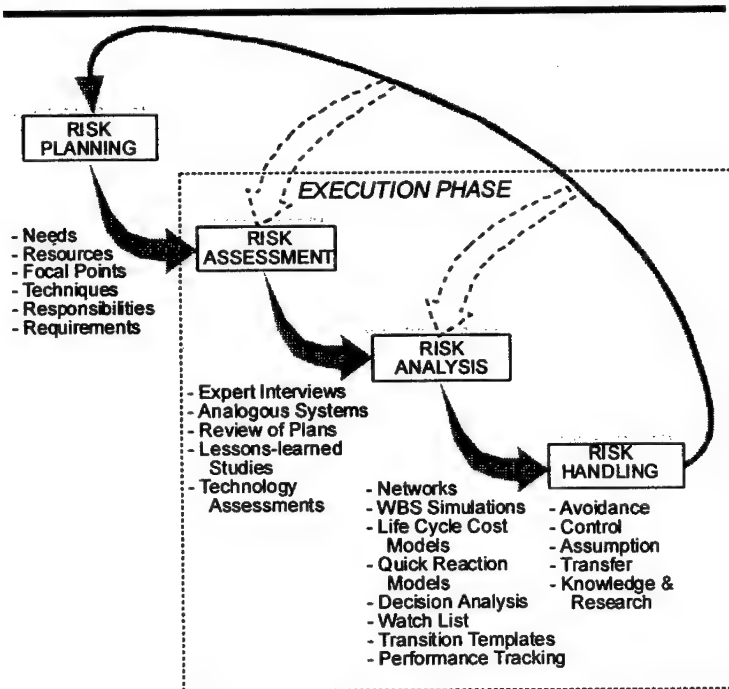 RISK
PLANNING
- Needs
- Resources
- Focal Points
- Techniques
- Responsibilities
- Requirements
EXECUTION PHASE
RISK
ASSESSMENT
- Expert Interviews
- Analogous Systems
- Review of Plans
- Lessons-learned
Studies
- Technology
Assessments
RISK
ANALYSIS
- Networks
- WBS Simulations
- Life Cycle Cost
Models
- Quick Reaction
Models
- Decision Analysis
- Watch List
- Transition Templates
- Performance Tracking
RISK
HANDLING
- Avoidance
- Control
- Assumption
- Transfer
- Knowledge &
Research